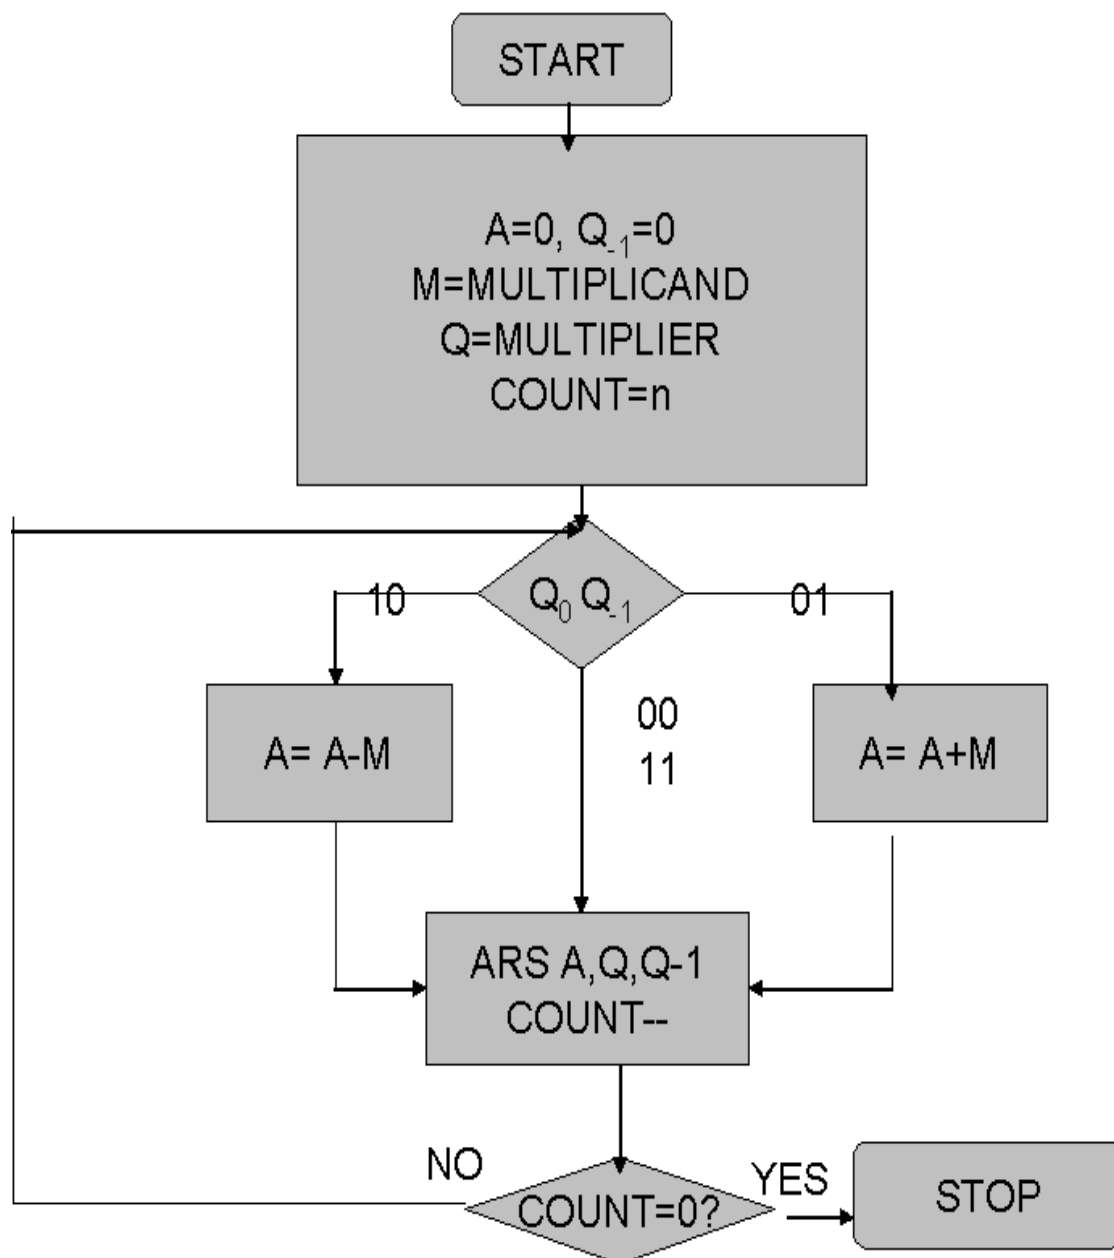 START
A=0, Q-1=0
M=MULTIPLICAND
Q=MULTIPLIER
COUNT=n
10
Q0 Q-1
01
00
11
A= A-M
A= A+M
ARS A,Q,Q-1
COUNT--
NO
COUNT=0?
YES
STOP